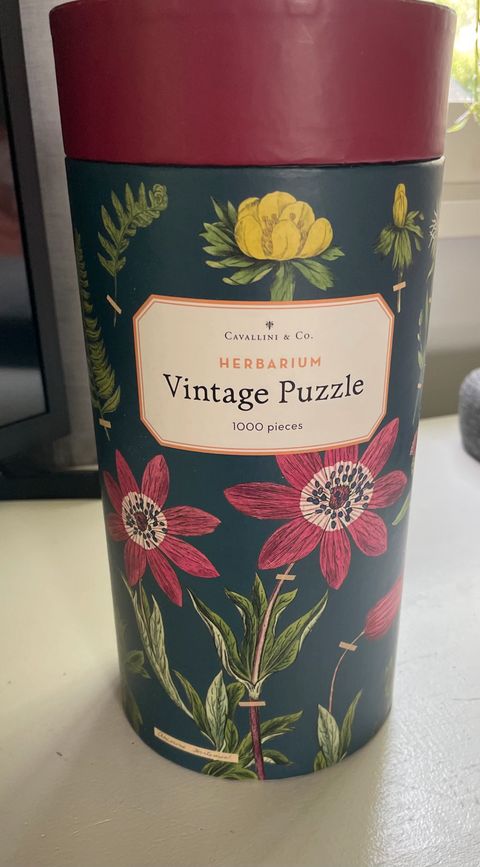 CAVALLINI & CO.
HERBARIUM
Vintage Puzzle
1000 pieces